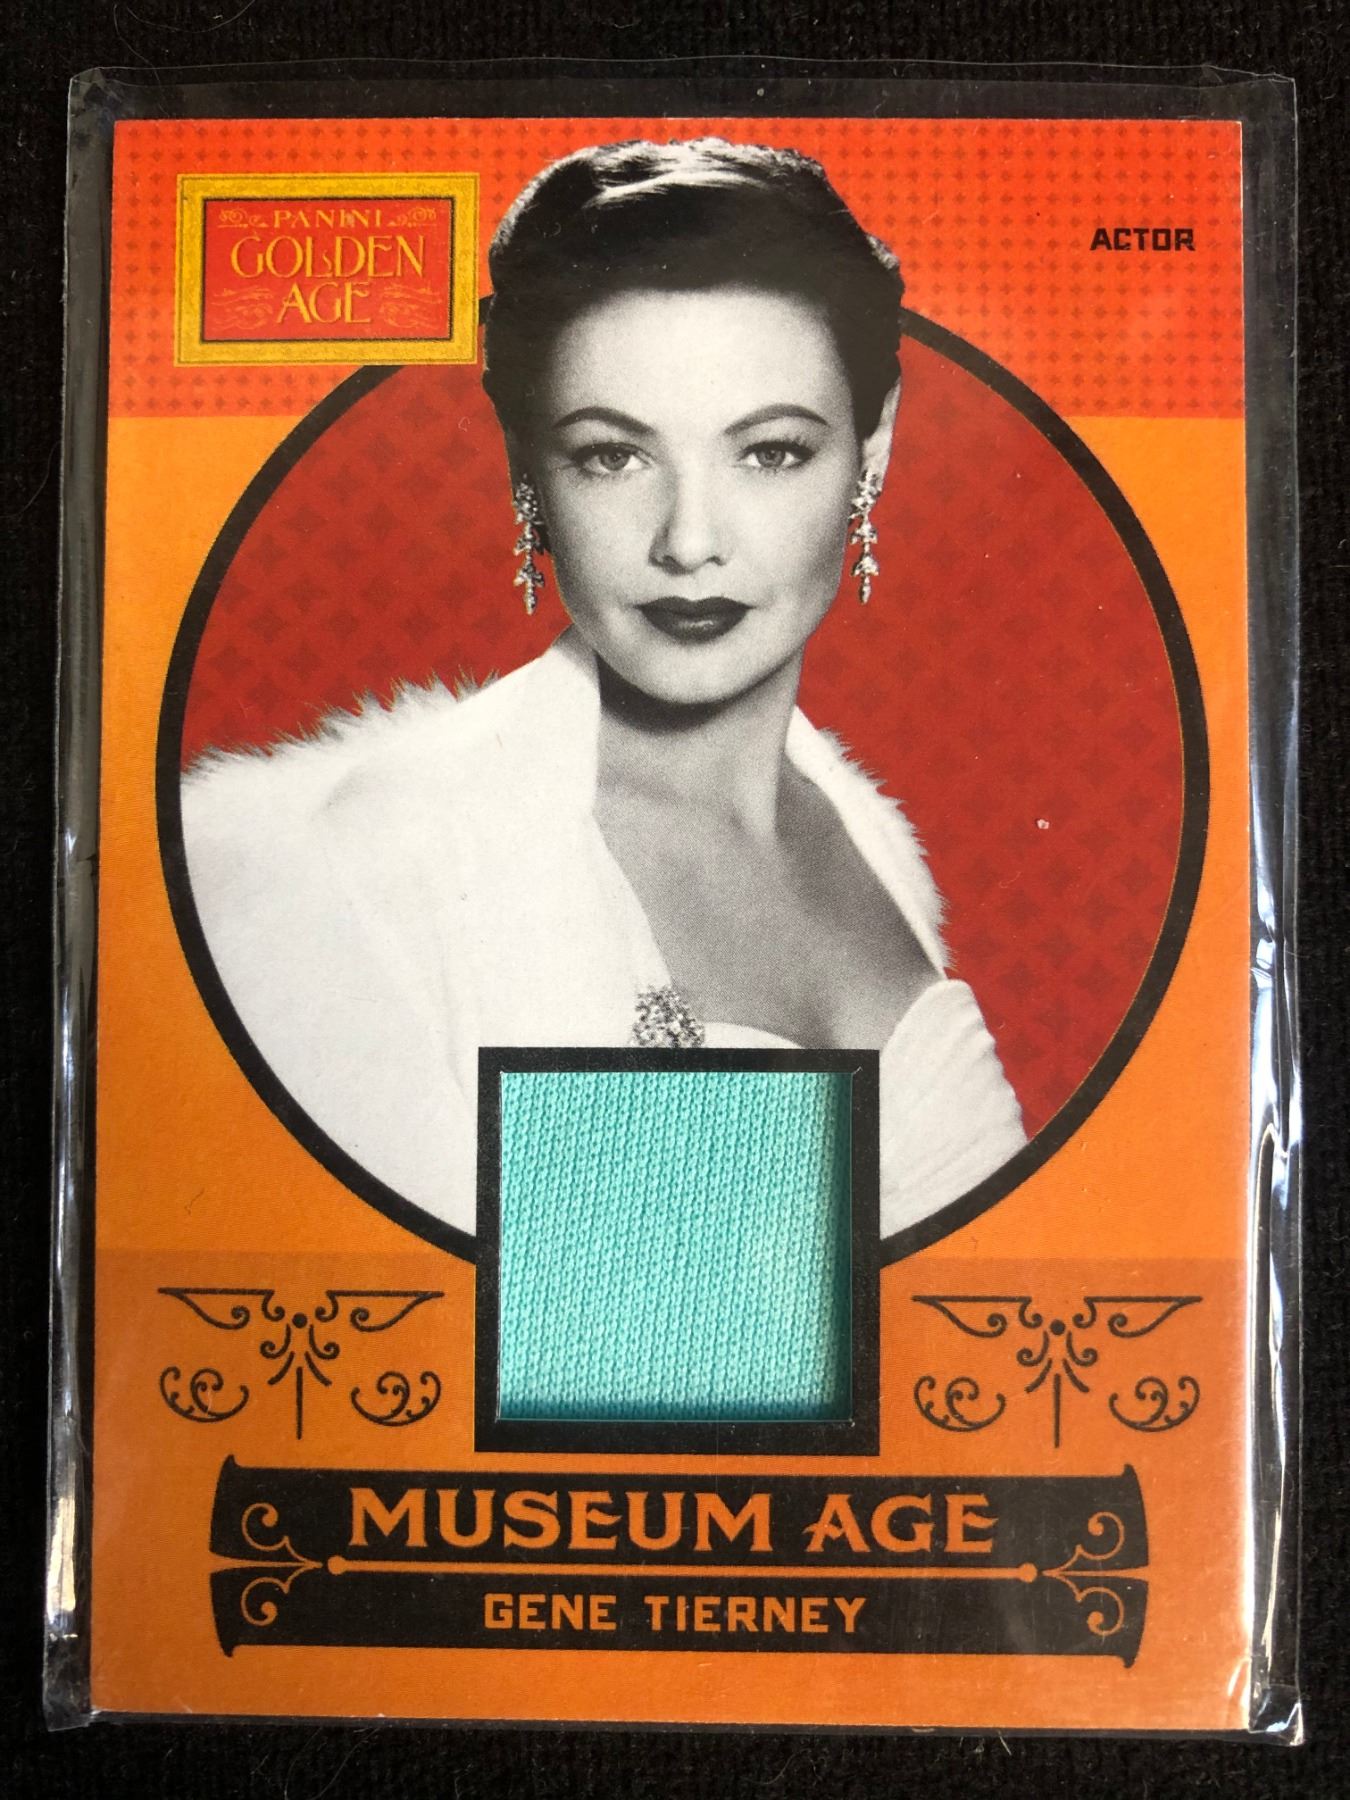 PANINI
GOLDEN
AGE
ACTOR
MUSEUM AGE
GENE TIERNEY